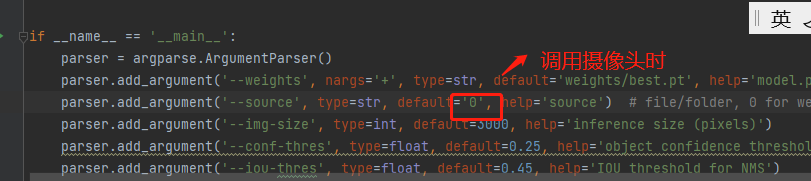 英
if __name__ == '__main__':
调用摄像头时
parser = argparse.ArgumentParser()
parser.add_argument('--weights', nargs='+', type=str, default='weights/best.pt', help='model.p
parser.add_argument('--source', type=str, default='0', help='source')  # file/folder, 0 for we
parser.add_argument('--img-size', type=int, default=3000, help='inference size (pixels)')
parser.add_argument('--conf-thres', type=float, default=0.25, help='object confidence threshol
parser.add_argument('--iou-thres', type=float, default=0.45, help='IOU threshold for NMS')